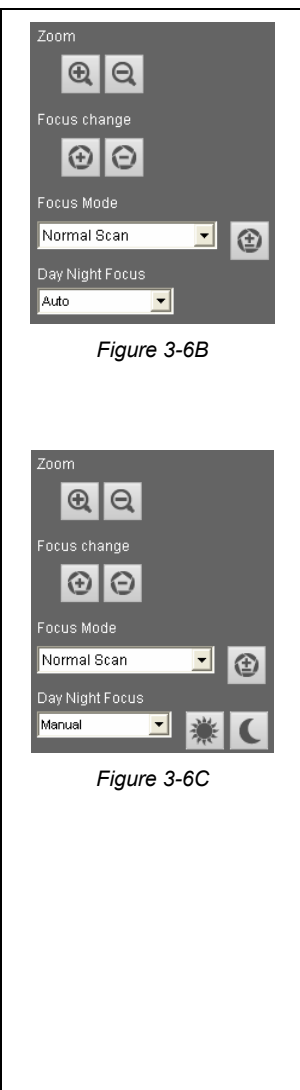 Zoom
Focus change
Focus Mode
Normal Scan
Day Night Focus
Auto
Figure 3-6B
Zoom
Focus change
Focus Mode
Normal Scan
Day Night Focus
Manual
Figure 3-6C